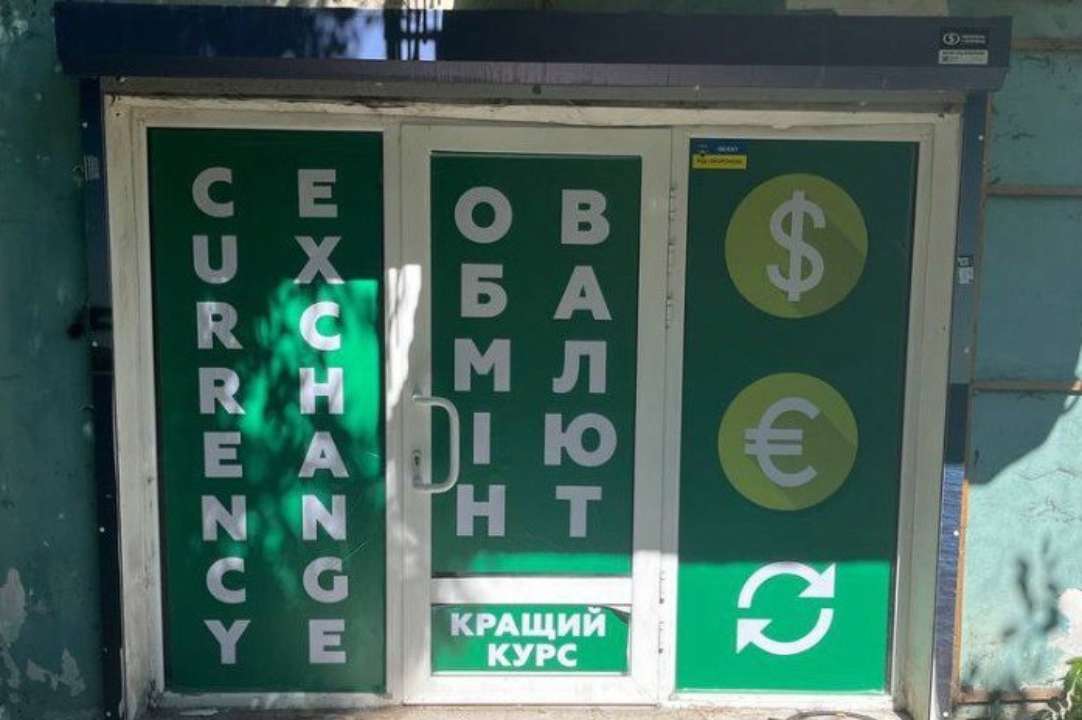 CURRENCY
EXCHANGE
ОБМІН
ВАЛЮТ
КРАЩИЙ
КУРС
$
€